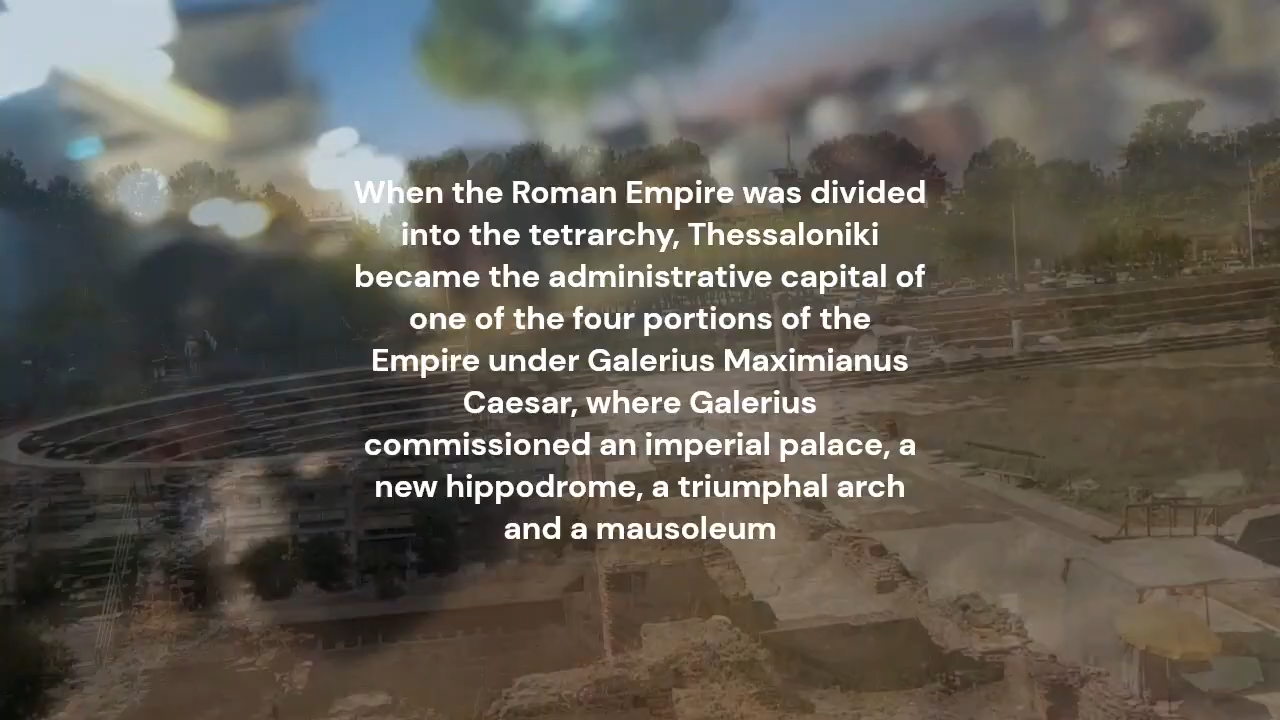 When the Roman Empire was divided
into the tetrarchy, Thessaloniki
became the administrative capital of
one of the four portions of the
Empire under Galerius Maximianus
Caesar, where Galerius
commissioned an imperial palace, a
new hippodrome, a triumphal arch
and a mausoleum